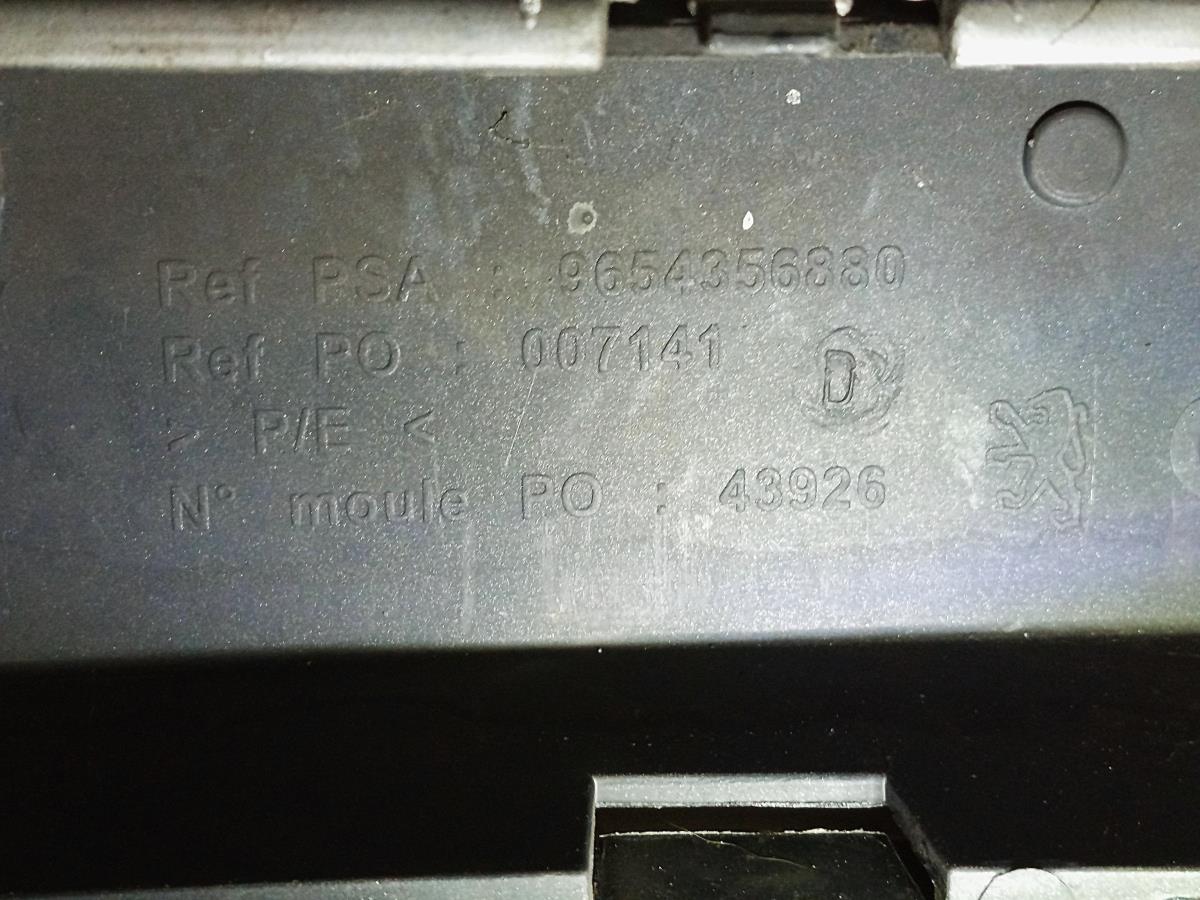 Ref PSA : 9654356880
Ref PO : 007141
D
> P/E <
N° moule PO : 43926